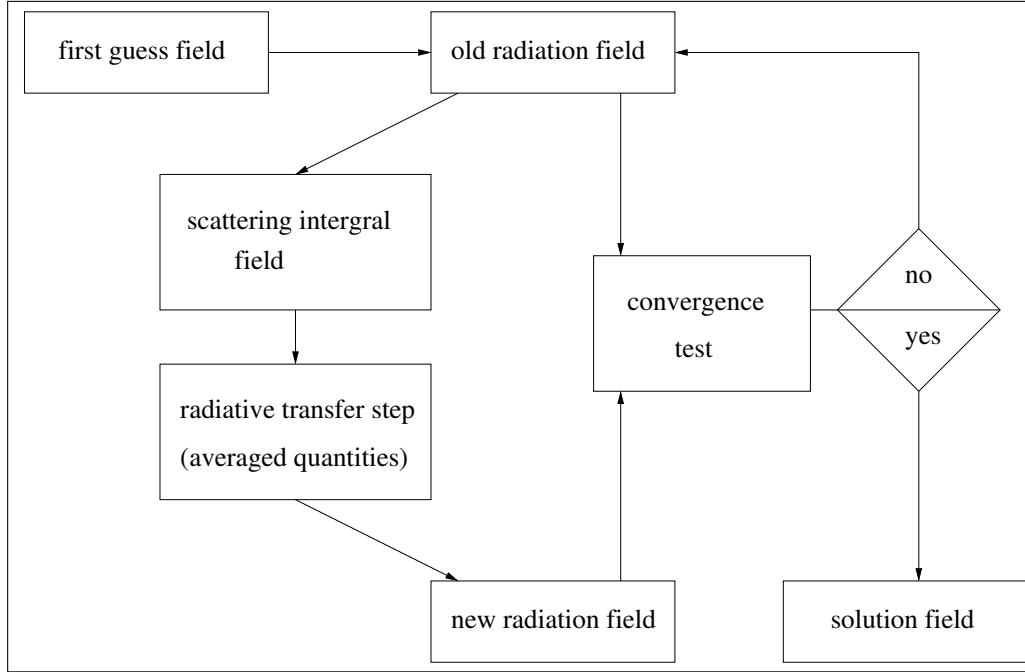 first guess field
old radiation field
scattering intergral
field
no
convergence
yes
test
radiative transfer step
(averaged quantities)
new radiation field
solution field